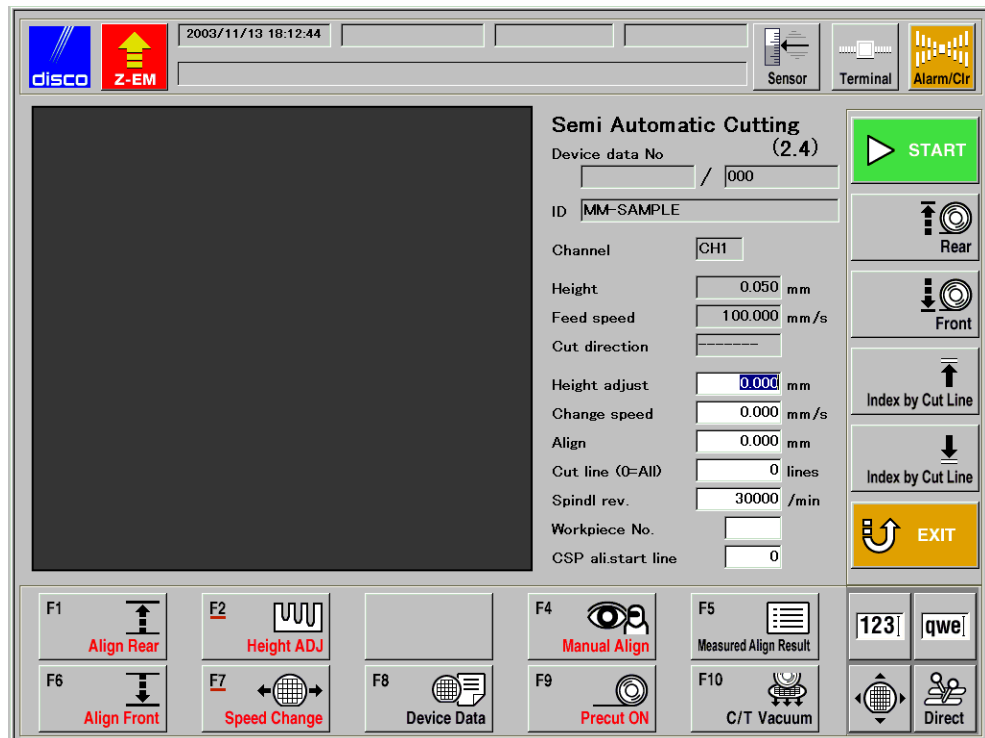 disco
Z-EM
2003/11/13 18:12:44
Sensor
Terminal
Alarm/Clr
Semi Automatic Cutting
(2.4)
Device data No
/ 000
ID MM-SAMPLE
Channel CH1
Height 0.050 mm
Feed speed 100.000 mm/s
Cut direction -------
Height adjust 0.000 mm
Change speed 0.000 mm/s
Align 0.000 mm
Cut line (0=All) 0 lines
Spindl rev. 30000 /min
Workpiece No.
CSP ali.start line 0
START
Rear
Front
Index by Cut Line
Index by Cut Line
EXIT
F1 Align Rear
F2 Height ADJ
F4 Manual Align
F5 Measured Align Result
F6 Align Front
F7 Speed Change
F8 Device Data
F9 Precut ON
F10 C/T Vacuum
123
qwe
Direct